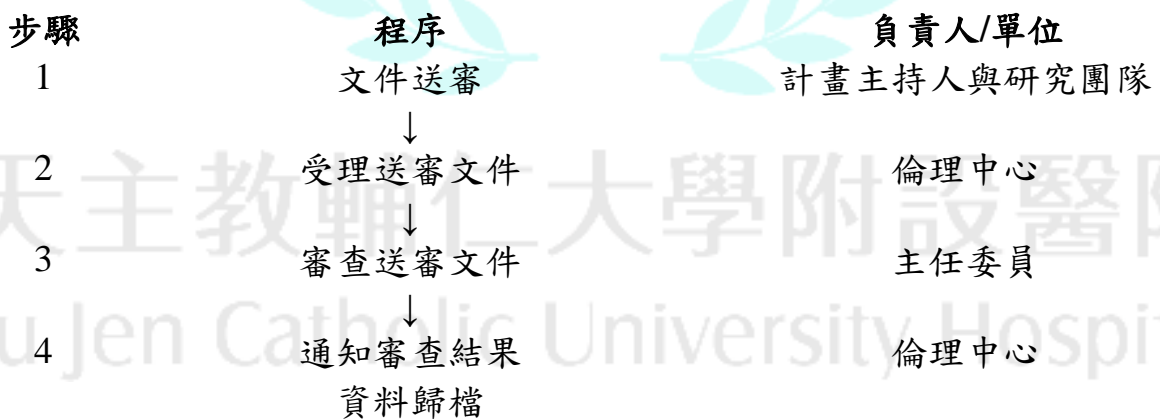 步驟 程序 負責人/單位
1 文件送審 計畫主持人與研究團隊
↓
2 受理送審文件 倫理中心
↓
3 審查送審文件 主任委員
↓
4 通知審查結果 倫理中心
資料歸檔
天主教輔仁大學附設醫院
u Jen Catholic University Hospi